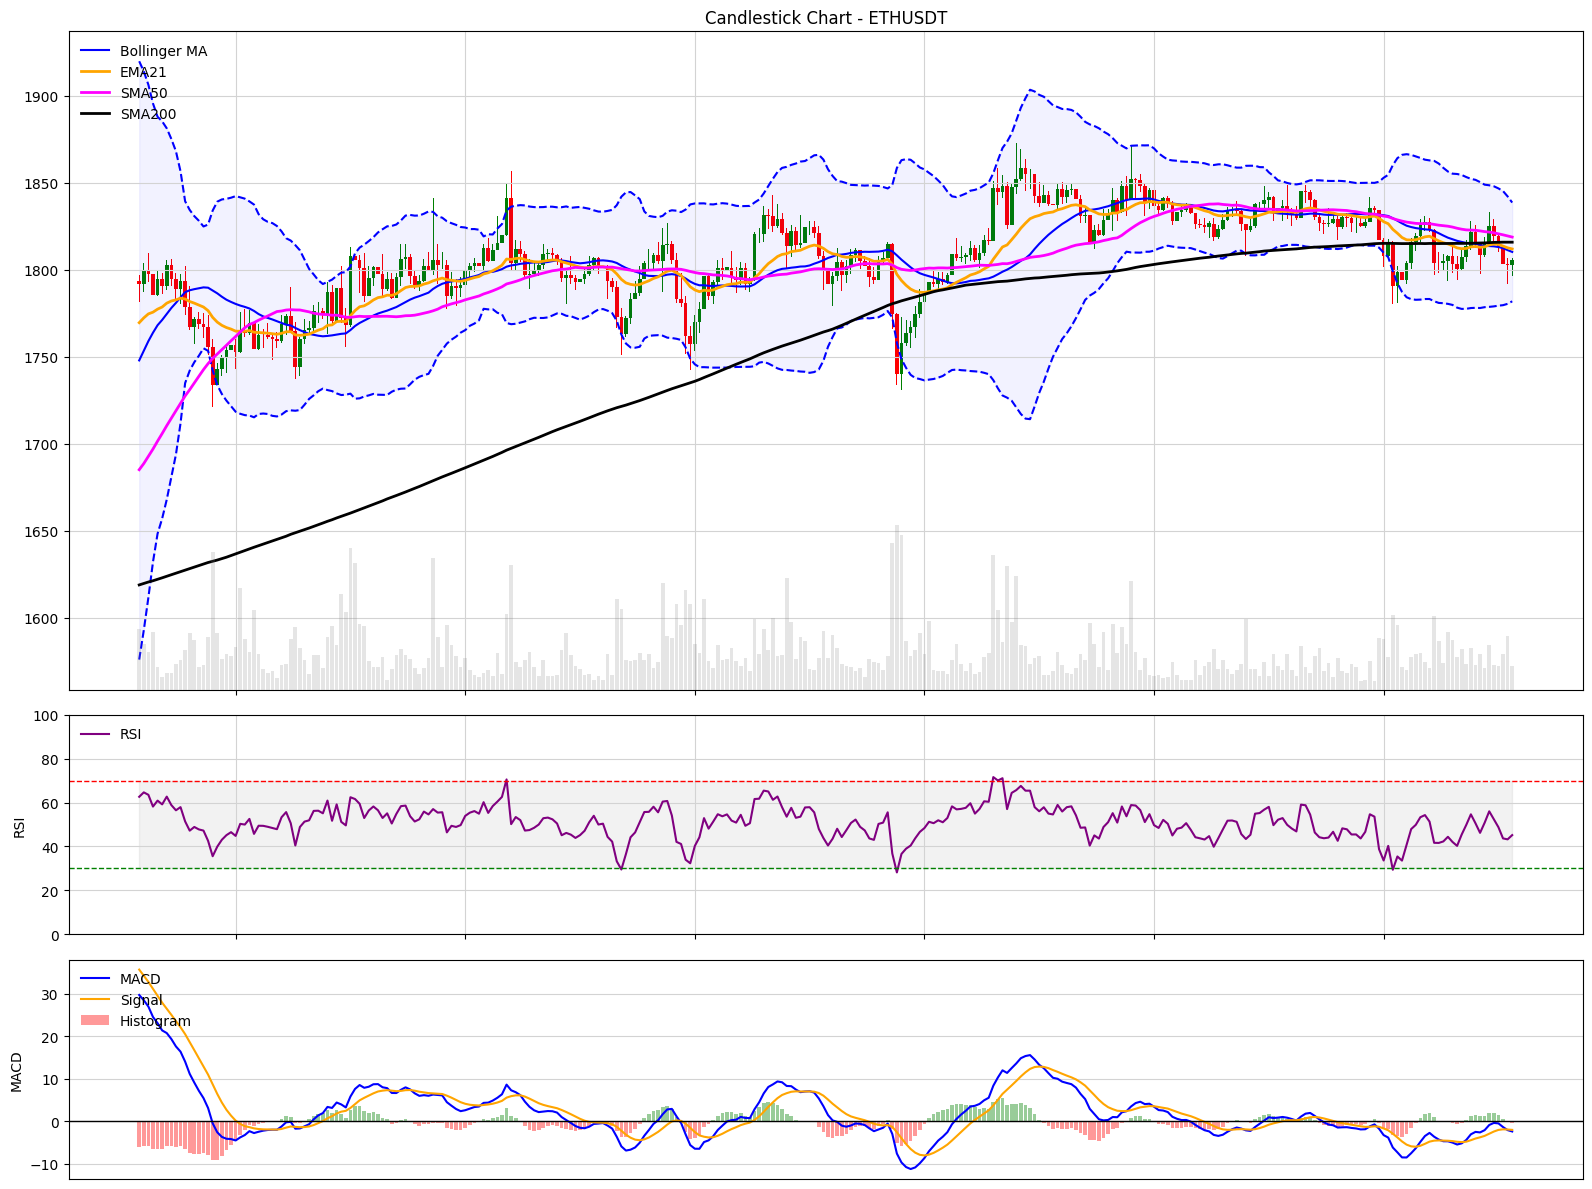 Candlestick Chart - ETHUSDT
Bollinger MA
EMA21
SMA50
SMA200
1900
1850
1800
1750
1700
1650
1600
RSI
100
80
60
40
20
0
RSI
MACD
Signal
Histogram
30
20
10
0
−10
MACD